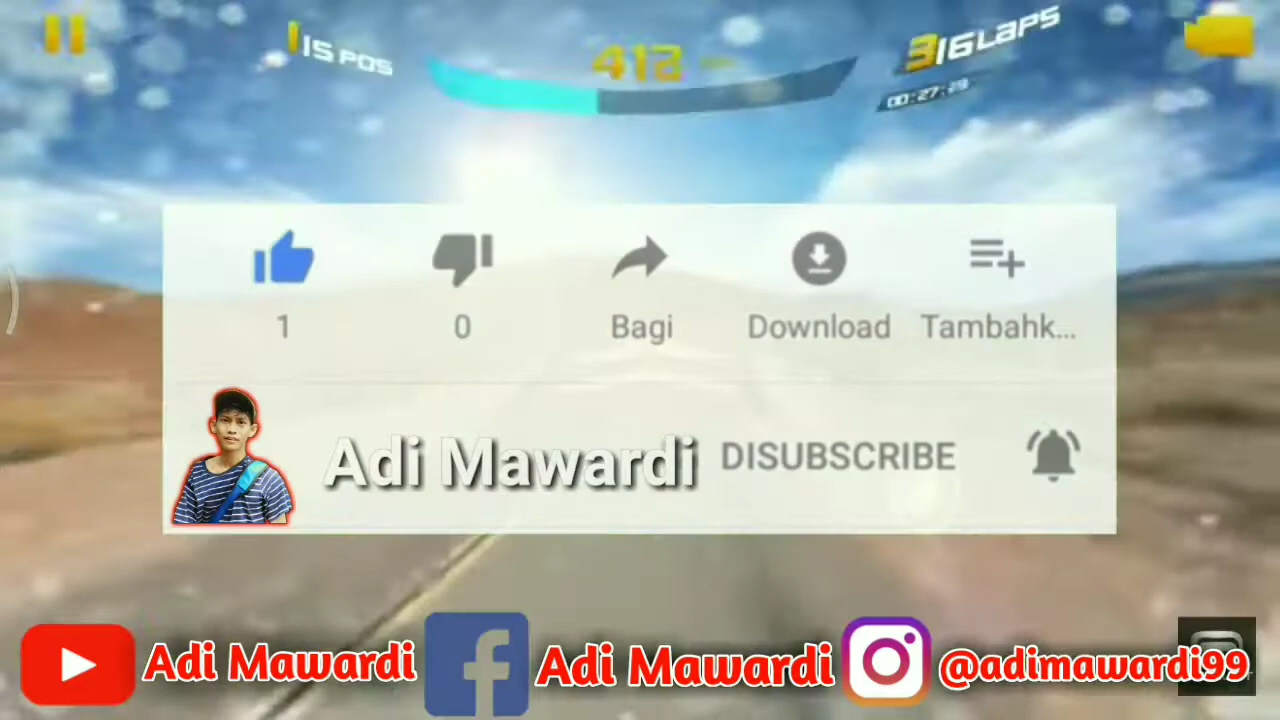 1/5 POS
412
3/6 LAPS
00:27:29
1
0
Bagi
Download
Tambahk...
Adi Mawardi
DISUBSCRIBE
Adi Mawardi
Adi Mawardi
@adimawardi99